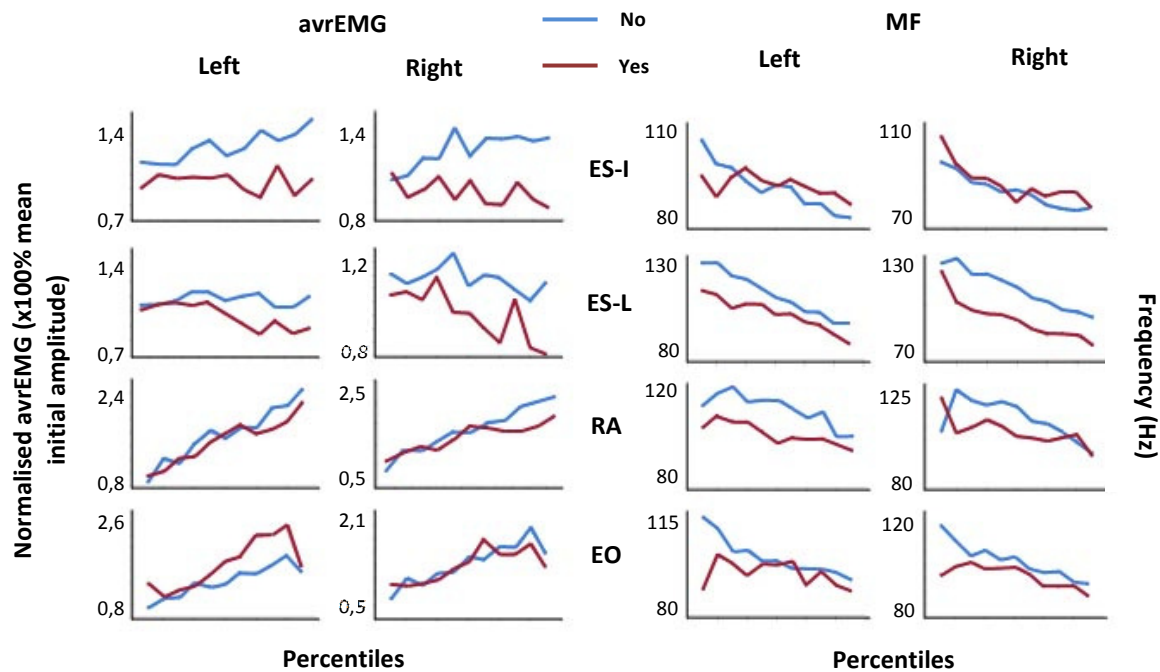 avrEMG
No
MF
Yes
Left
Right
Left
Right
Normalised avrEMG (x100% mean
initial amplitude)
1,4
0,7
1,4
0,8
ES-I
110
80
110
70
1,4
0,7
1,2
0,8
ES-L
130
80
130
70
2,4
0,8
2,5
0,5
RA
120
80
125
80
2,6
0,8
2,1
0,5
EO
115
80
120
80
Frequency (Hz)
Percentiles
Percentiles